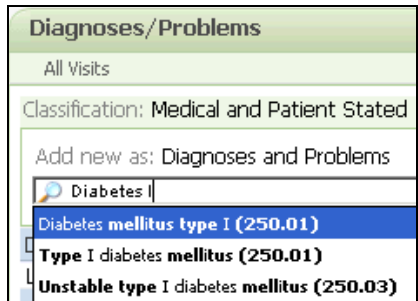 Diagnoses/Problems
All Visits
Classification: Medical and Patient Stated
Add new as: Diagnoses and Problems
Diabetes I
Diabetes mellitus type I (250.01)
Type I diabetes mellitus (250.01)
Unstable type I diabetes mellitus (250.03)